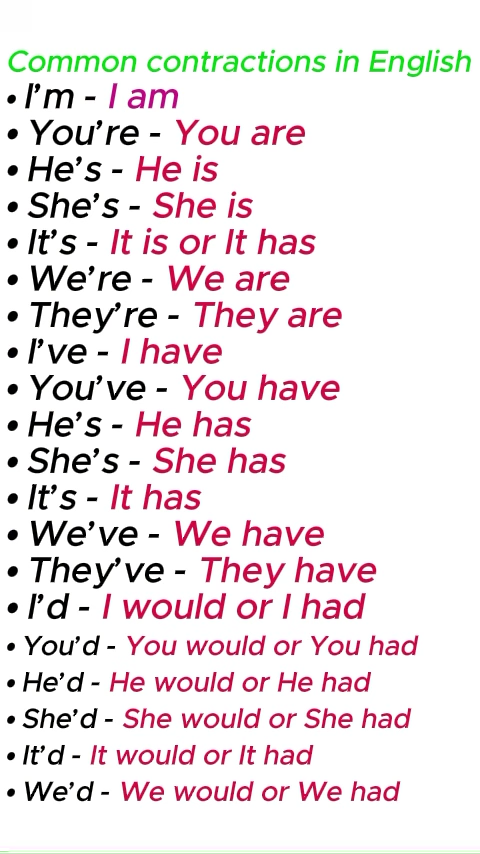 Common contractions in English
• I’m - I am
• You’re - You are
• He’s - He is
• She’s - She is
• It’s - It is or It has
• We’re - We are
• They’re - They are
• I’ve - I have
• You’ve - You have
• He’s - He has
• She’s - She has
• It’s - It has
• We’ve - We have
• They’ve - They have
• I’d - I would or I had
• You’d - You would or You had
• He’d - He would or He had
• She’d - She would or She had
• It’d - It would or It had
• We’d - We would or We had